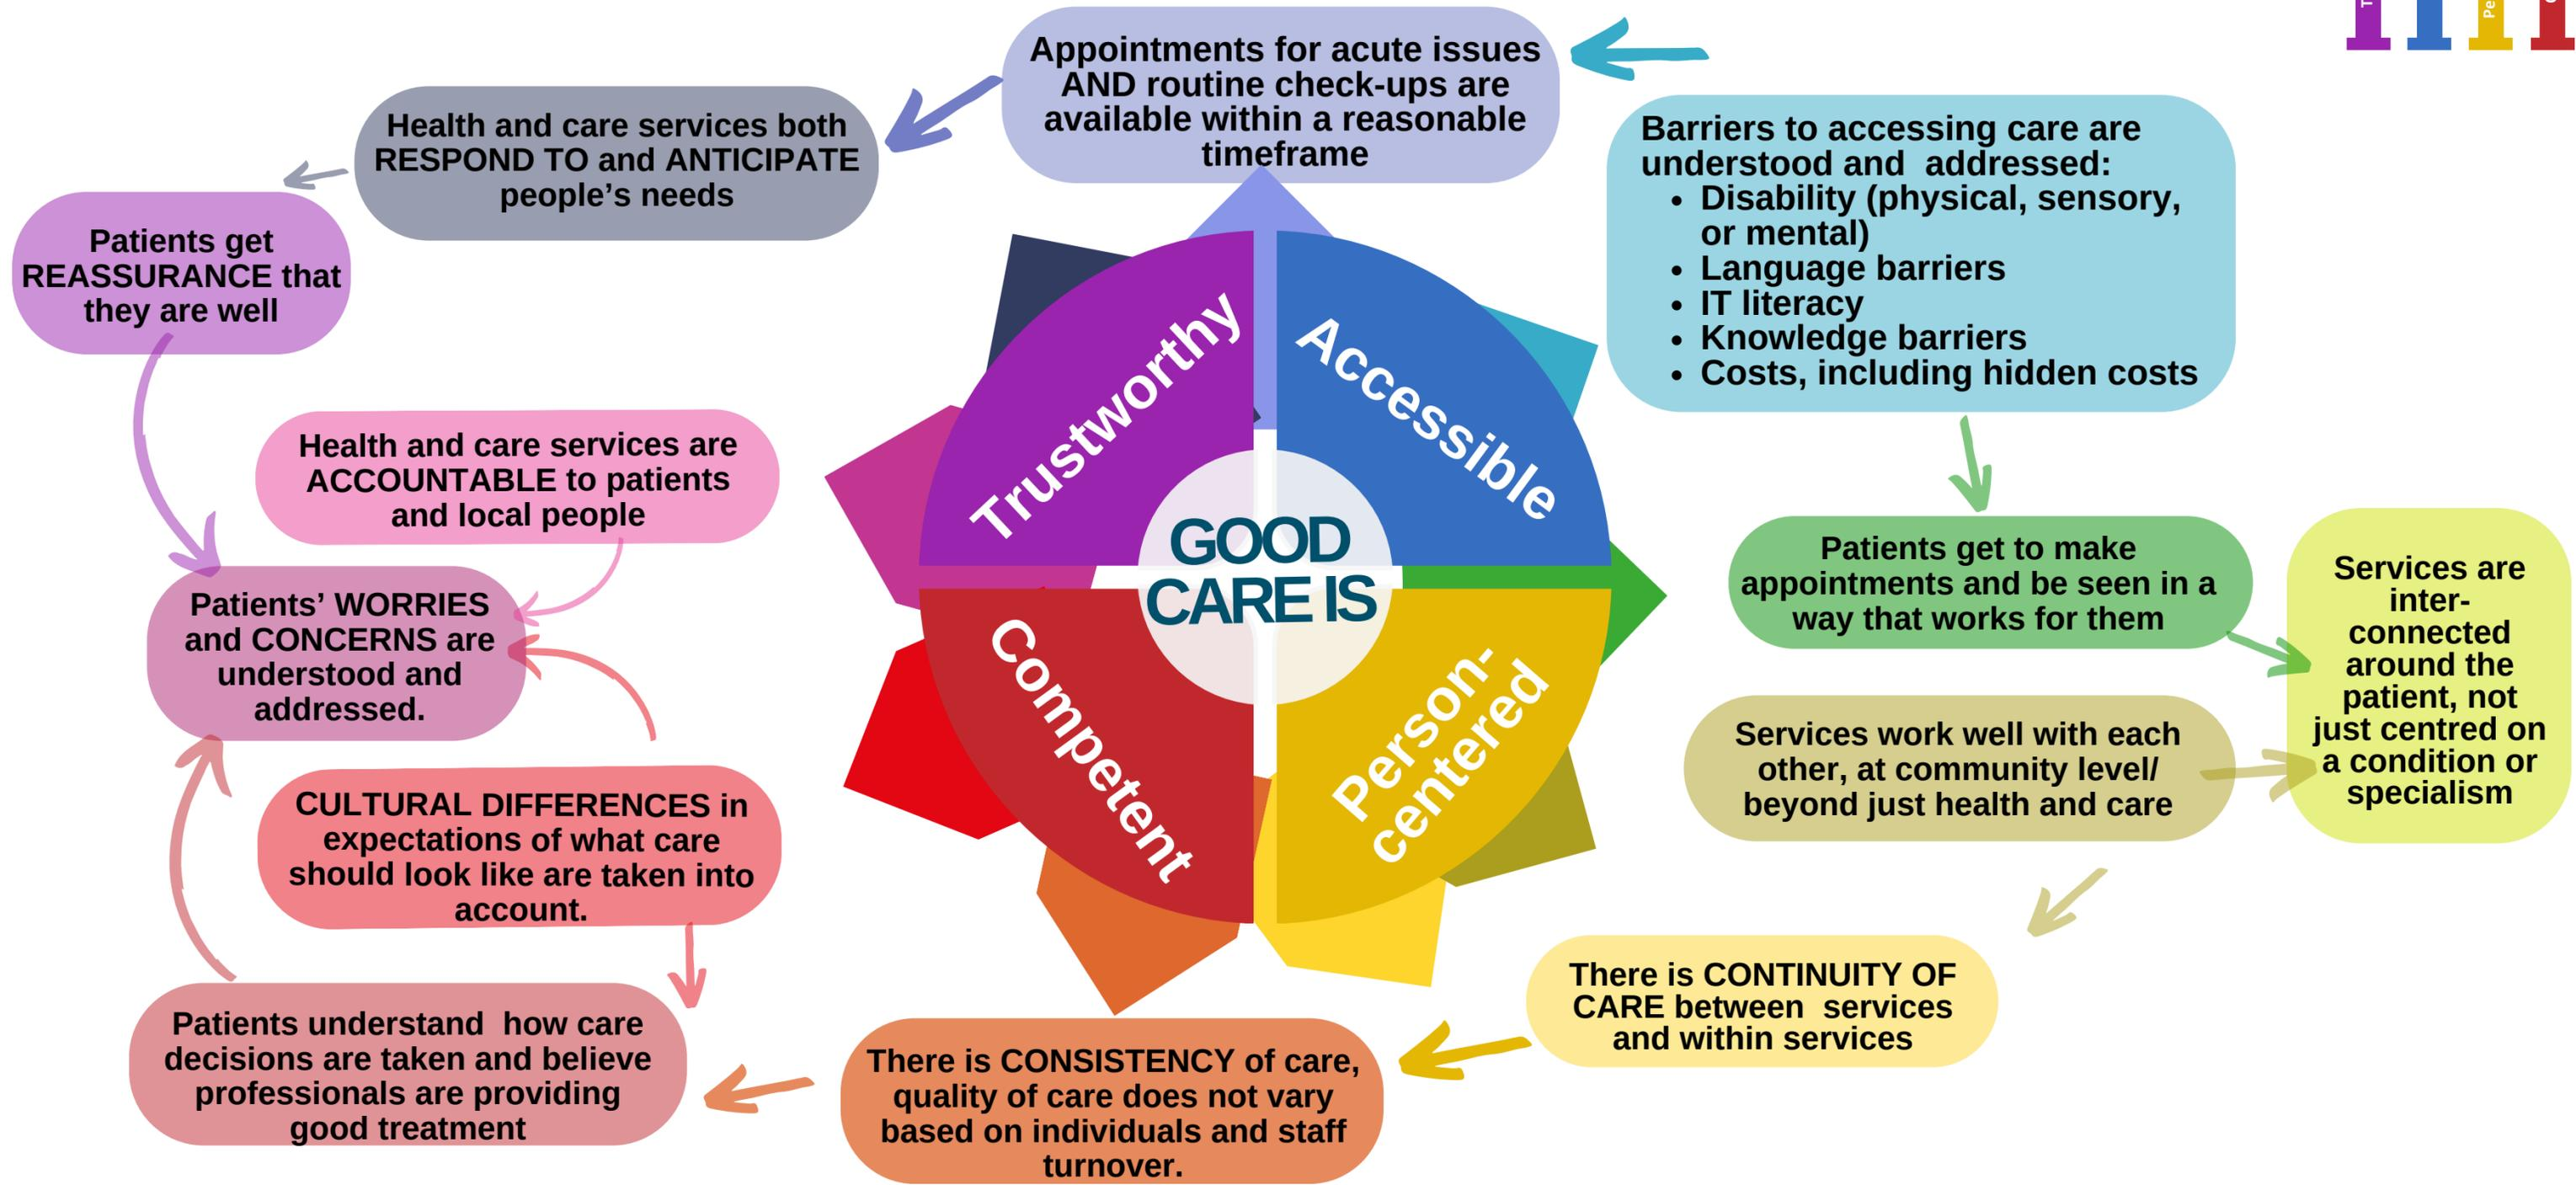 T
Pe
Appointments for acute issues
AND routine check-ups are
available within a reasonable
timeframe
Health and care services both
RESPOND TO and ANTICIPATE
people’s needs
Patients get
REASSURANCE that
they are well
Barriers to accessing care are
understood and addressed:
• Disability (physical, sensory,
or mental)
• Language barriers
• IT literacy
• Knowledge barriers
• Costs, including hidden costs
Health and care services are
ACCOUNTABLE to patients
and local people
Patients’ WORRIES
and CONCERNS are
understood and
addressed.
Trustworthy
Accessible
GOOD
CARE IS
Competent
Person-
centered
Patients get to make
appointments and be seen in a
way that works for them
Services are
inter-
connected
around the
patient, not
just centred on
a condition or
specialism
Services work well with each
other, at community level/
beyond just health and care
CULTURAL DIFFERENCES in
expectations of what care
should look like are taken into
account.
There is CONTINUITY OF
CARE between services
and within services
Patients understand how care
decisions are taken and believe
professionals are providing
good treatment
There is CONSISTENCY of care,
quality of care does not vary
based on individuals and staff
turnover.